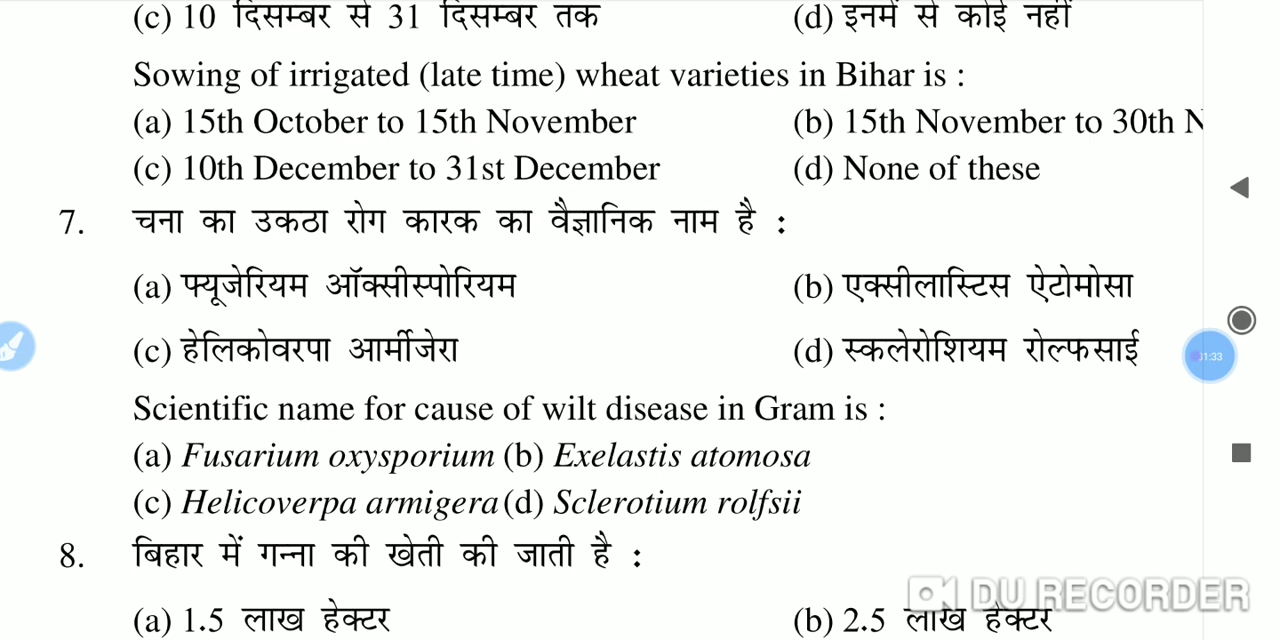 (c) 10 दिसम्बर से 31 दिसम्बर तक (d) इनमें से कोई नहीं
Sowing of irrigated (late time) wheat varieties in Bihar is :
(a) 15th October to 15th November (b) 15th November to 30th N
(c) 10th December to 31st December (d) None of these
7. चना का उकठा रोग कारक का वैज्ञानिक नाम है :
(a) फ्यूजेरियम ऑक्सीस्पोरियम (b) एक्सीलास्टिस ऐटोमोसा
(c) हेलिकोवरपा आर्मीजेरा (d) स्कलेरोशियम रोल्फसाई
01:33
Scientific name for cause of wilt disease in Gram is :
(a) Fusarium oxysporium (b) Exelastis atomosa
(c) Helicoverpa armigera (d) Sclerotium rolfsii
8. बिहार में गन्ना की खेती की जाती है :
(a) 1.5 लाख हेक्टर (b) 2.5 लाख हेक्टर
DU RECORDER